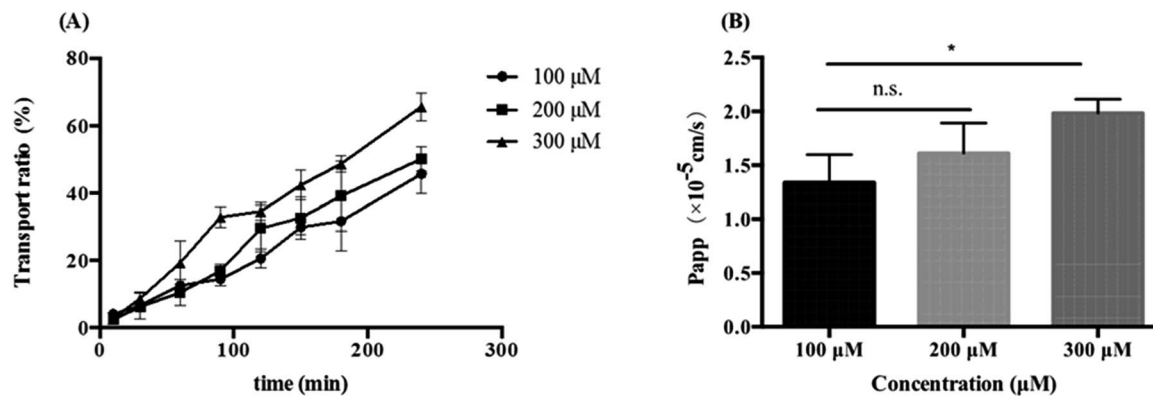 (A)
Transport ratio (%)
80
60
40
20
0
0
100
200
300
time (min)
100 μM
200 μM
300 μM
(B)
Papp (×10⁻⁵cm/s)
2.5
2.0
1.5
1.0
0.5
0.0
*
n.s.
100 μM
200 μM
300 μM
Concentration (μM)